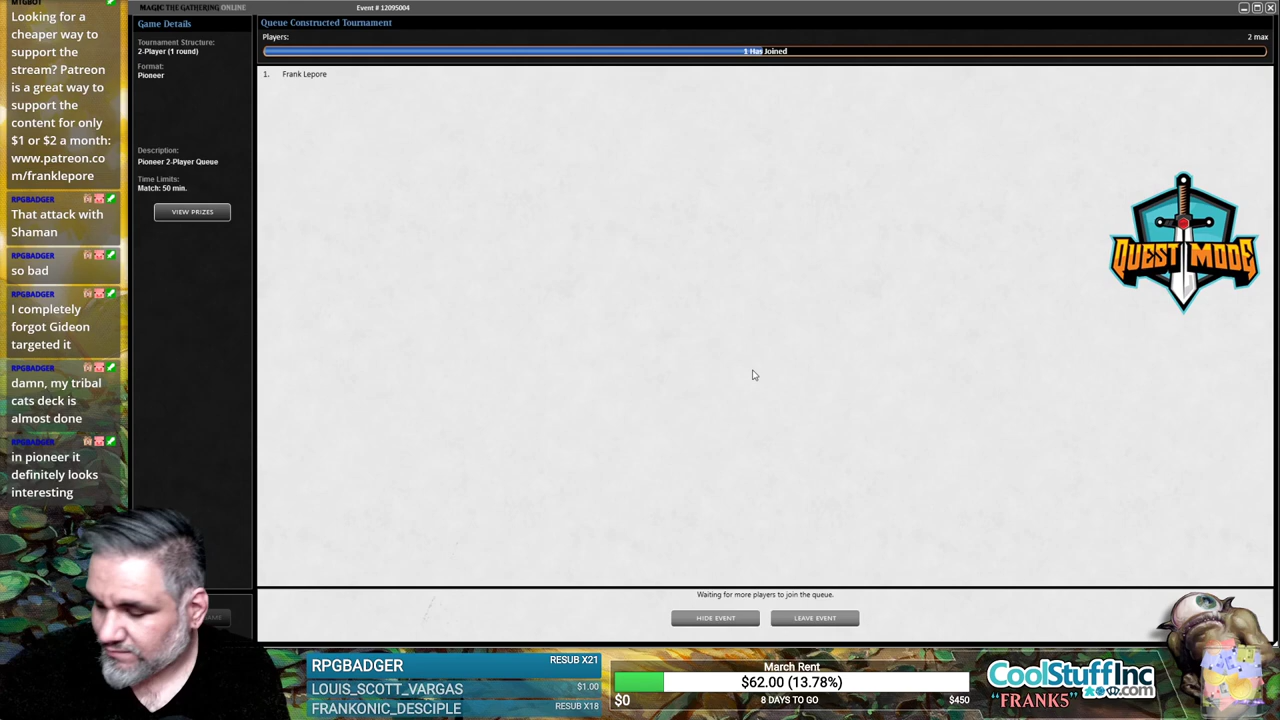 MTGBOT
Looking for a
cheaper way to
support the
stream? Patreon
is a great way to
support the
content for only
$1 or $2 a month:
www.patreon.co
m/franklepore
RPGBADGER
That attack with
Shaman
RPGBADGER
so bad
RPGBADGER
I completely
forgot Gideon
targeted it
RPGBADGER
damn, my tribal
cats deck is
almost done
RPGBADGER
in pioneer it
definitely looks
interesting
MAGIC THE GATHERING ONLINE
Event # 12095004
Game Details
Tournament Structure:
2-Player (1 round)
Format:
Pioneer
Description:
Pioneer 2-Player Queue
Time Limits:
Match: 50 min.
VIEW PRIZES
Queue Constructed Tournament
Players:
2 max
1 Has Joined
1. Frank Lepore
QUEST MODE
Waiting for more players to join the queue.
HIDE EVENT
LEAVE EVENT
RPGBADGER RESUB X21
LOUIS_SCOTT_VARGAS $1.00
FRANKONIC_DESCIPLE RESUB X18
March Rent
$62.00 (13.78%)
$0 8 DAYS TO GO $450
CoolStuffInc
.com
"FRANK5"